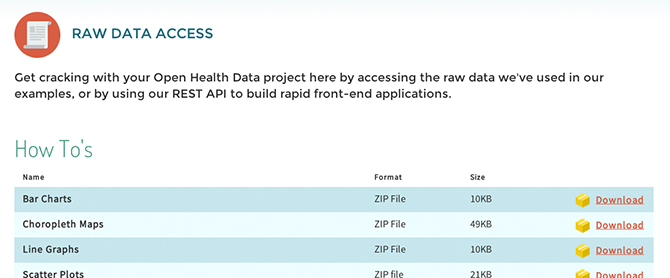 RAW DATA ACCESS
Get cracking with your Open Health Data project here by accessing the raw data we've used in our
examples, or by using our REST API to build rapid front-end applications.
How To's
Name Format Size
Bar Charts ZIP File 10KB Download
Choropleth Maps ZIP File 49KB Download
Line Graphs ZIP File 10KB Download
Scatter Plots ZIP file 21KB Download